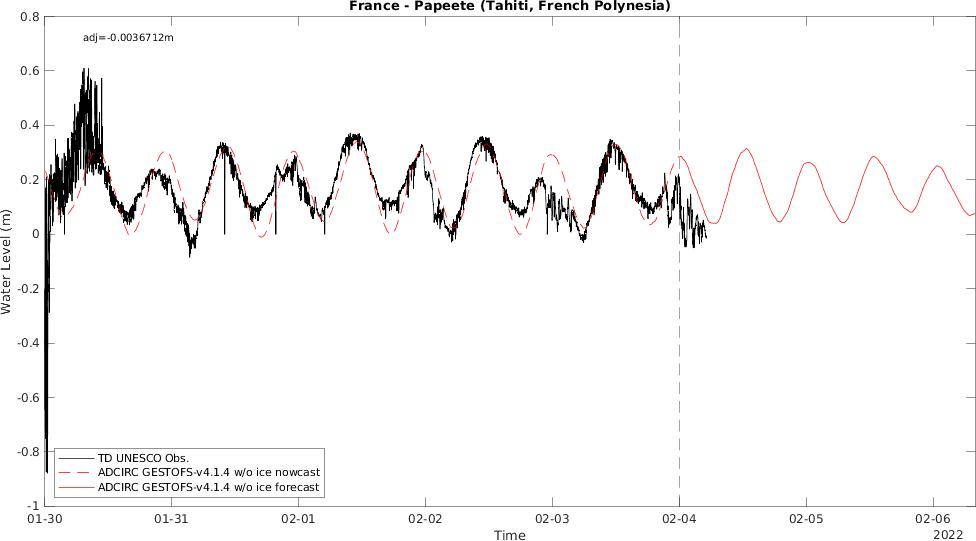 France - Papeete (Tahiti, French Polynesia)
adj=-0.0036712m
0.8
0.6
0.4
0.2
0
-0.2
-0.4
-0.6
-0.8
-1
Water Level (m)
TD UNESCO Obs.
ADCIRC GESTOFS-v4.1.4 w/o ice nowcast
ADCIRC GESTOFS-v4.1.4 w/o ice forecast
01-30 01-31 02-01 02-02 02-03 02-04 02-05 02-06
Time
2022